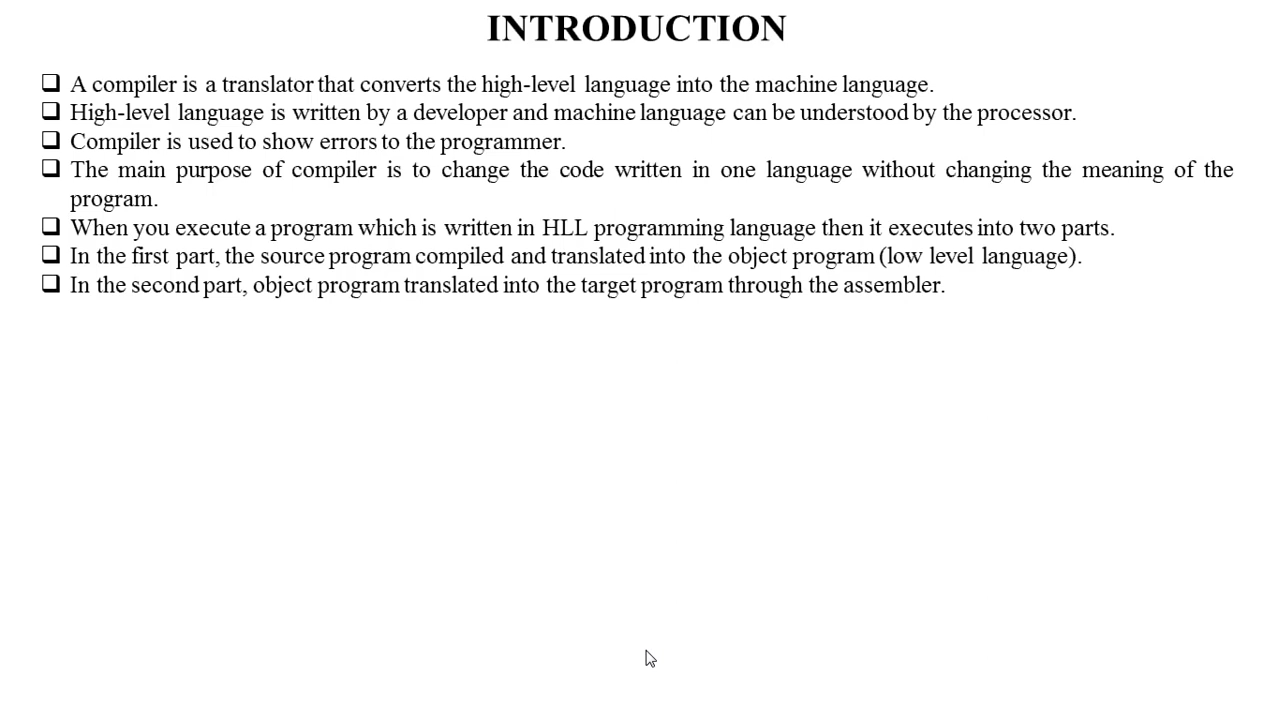 INTRODUCTION
❑ A compiler is a translator that converts the high-level language into the machine language.
❑ High-level language is written by a developer and machine language can be understood by the processor.
❑ Compiler is used to show errors to the programmer.
❑ The main purpose of compiler is to change the code written in one language without changing the meaning of the
program.
❑ When you execute a program which is written in HLL programming language then it executes into two parts.
❑ In the first part, the source program compiled and translated into the object program (low level language).
❑ In the second part, object program translated into the target program through the assembler.